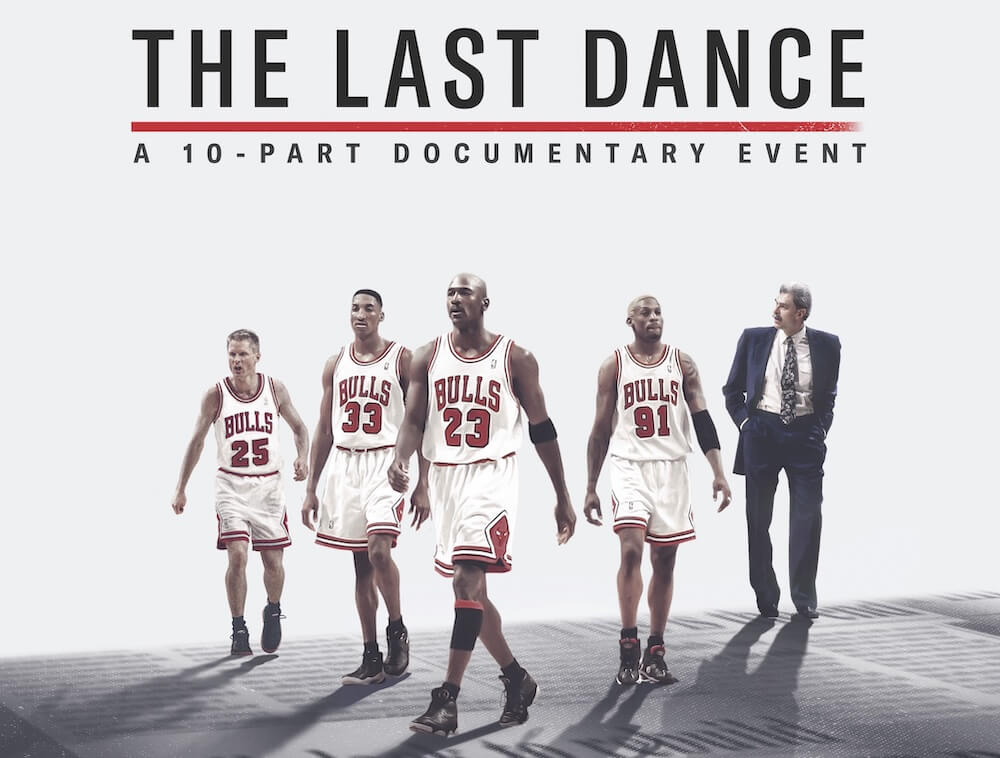 THE LAST DANCE
A 10-PART DOCUMENTARY EVENT
BULLS
25
BULLS
33
BULLS
23
BULLS
91